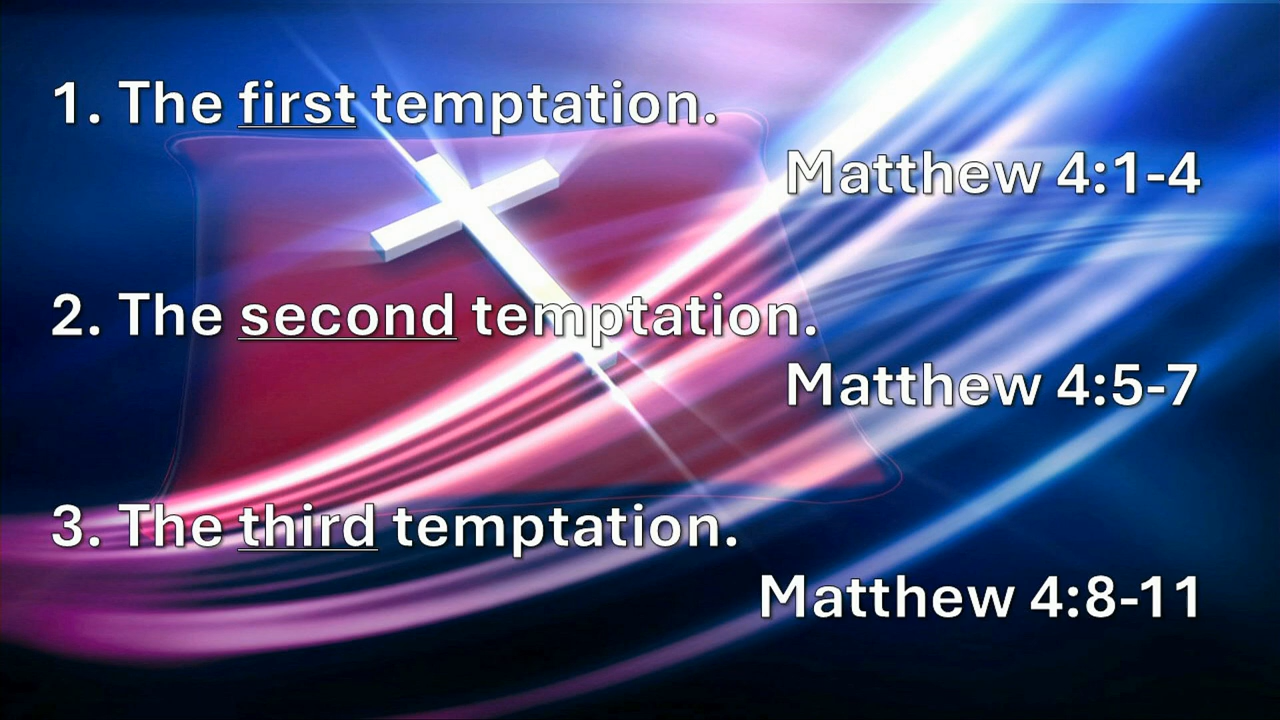 1. The first temptation.
Matthew 4:1-4
2. The second temptation.
Matthew 4:5-7
3. The third temptation.
Matthew 4:8-11